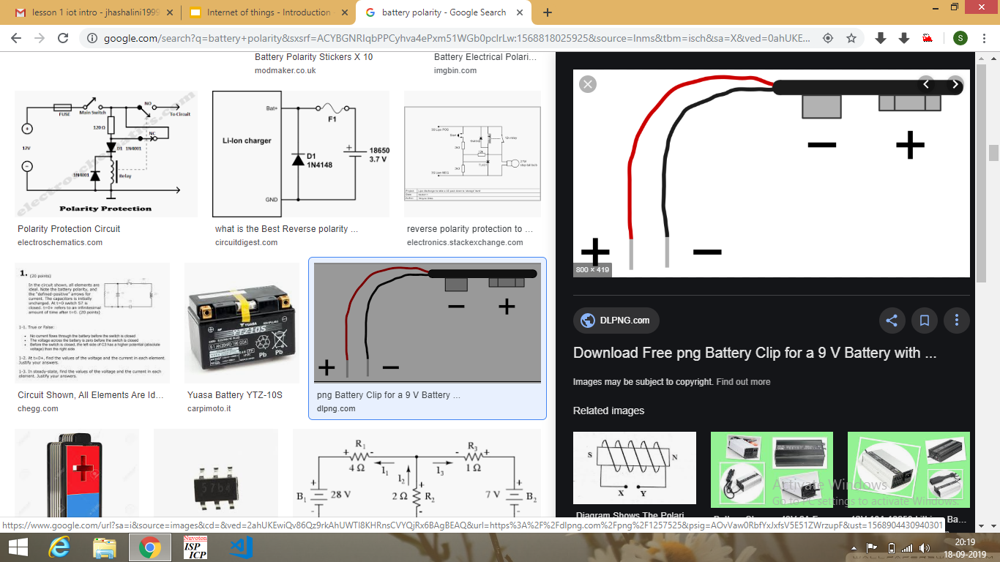 lesson 1 iot intro - jhashalini1999
Internet of things - Introduction
battery polarity - Google Search
google.com/search?q=battery+polarity&sxsrf=ACYBGNRIqbPPCyhva4ePxm51WGb0pclrLw:1568818025925&source=lnms&tbm=isch&sa=X&ved=0ahUKE...
S
Battery Polarity Stickers X 10
modmaker.co.uk
Battery Electrical Polari...
imgbin.com
FUSE
Main Switch
NO
To Circuit
NC
120 Ω
12V
D1 1N4001
1N4001
Relay
Polarity Protection
Polarity Protection Circuit
electroschematics.com
Bat+
F1
Li-Ion charger
D1
1N4148
18650
3.7 V
GND
what is the Best Reverse polarity ...
circuitdigest.com
reverse polarity protection to ...
electronics.stackexchange.com
1. (20 points)
In the circuit shown, all elements are
ideal. Note the battery polarity, and
the "defined-positive" arrows for
current. The capacitors is initially
uncharged. At t=0 switch S7 is
closed. t=0+ refers to an infinitesimal
amount of time after t=0. (20 points)
1-1. True or False:
No current flows through the battery before the switch is closed
The voltage across the battery is zero before the switch is closed
Before the switch is closed, the left side of C3 has a higher potential (absolute
voltage) than the right side.
1-2. At t=0+, find the values of the voltage and the current in each element.
Justify your answers.
1-3. In steady-state, find the values of the voltage and the current in each
element. Justify your answers.
Circuit Shown, All Elements Are Id...
chegg.com
YUASA
YTZ10S
Pb Pb
Yuasa Battery YTZ-10S
carpimoto.it
− +
+ −
png Battery Clip for a 9 V Battery ...
dlpng.com
57b4
R1 R3
+ - + -
4 Ω 1 Ω
I1 I2 I3
B1 28 V 2 Ω R2 7 V B2
− +
+ −
800 × 419
DLPNG.com
Download Free png Battery Clip for a 9 V Battery with ...
Images may be subject to copyright. Find out more
Related images
S N
X Y
Diagram Shows The Polari
Activate Windows
Go to PC settings to activate Windows.
https://www.google.com/url?sa=i&source=images&cd=&ved=2ahUKEwiQv86Qz9rkAhUWTI8KHRnsCVYQjRx6BAgBEAQ&url=https%3A%2F%2Fdlpng.com%2Fpng%2F1257525&psig=AOvVaw0RbfYxJxfsV5E51ZWrzupF&ust=1568904430940301
Nuvoton
ISP
ICP
20:19
18-09-2019